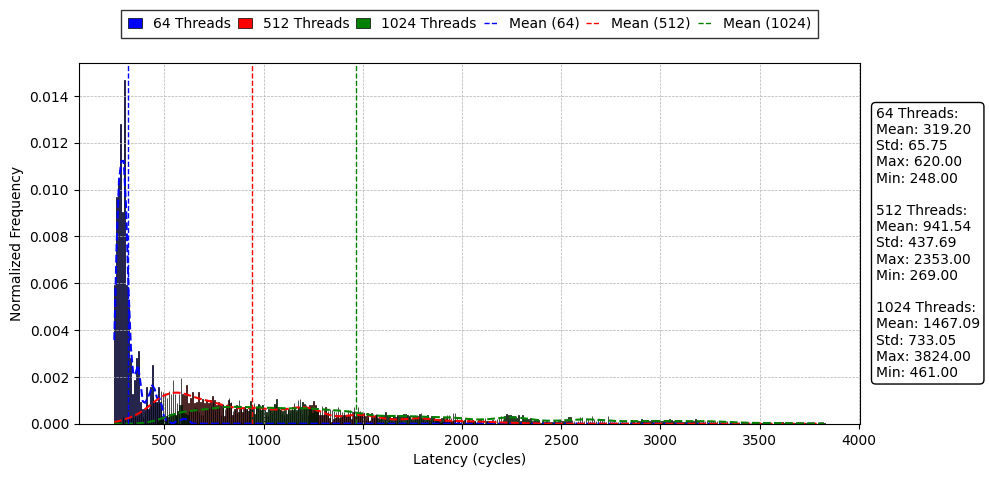 64 Threads 512 Threads 1024 Threads Mean (64) Mean (512) Mean (1024)
0.014
0.012
0.010
0.008
0.006
0.004
0.002
0.000
Normalized Frequency
500 1000 1500 2000 2500 3000 3500 4000
Latency (cycles)
64 Threads:
Mean: 319.20
Std: 65.75
Max: 620.00
Min: 248.00
512 Threads:
Mean: 941.54
Std: 437.69
Max: 2353.00
Min: 269.00
1024 Threads:
Mean: 1467.09
Std: 733.05
Max: 3824.00
Min: 461.00